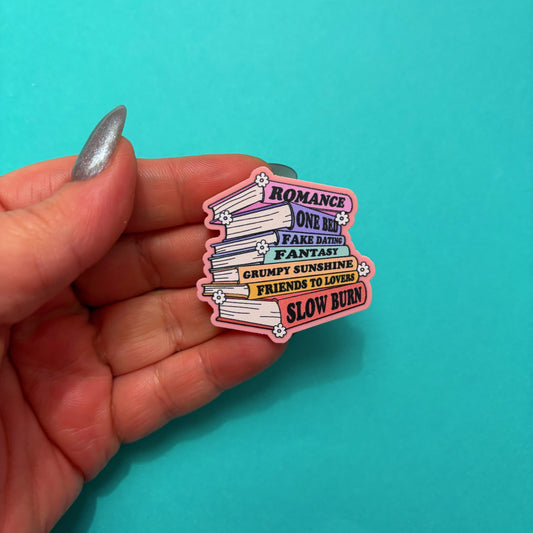 ROMANCE
ONE BED
FAKE DATING
FANTASY
GRUMPY SUNSHINE
FRIENDS TO LOVERS
SLOW BURN